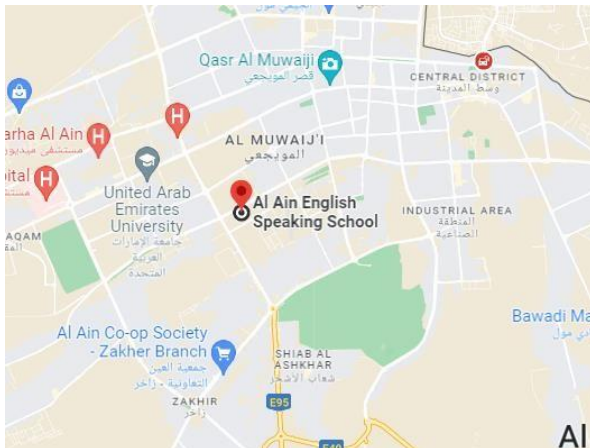 Qasr Al Muwaiji
قصر المويجعي
CENTRAL DISTRICT
وسط المدينة
arha Al Ain
H
H
AL MUWAIJ'I
المويجعي
ital
H
United Arab
Emirates
University
جامعة الإمارات
العربية
المتحدة
Al Ain English
Speaking School
INDUSTRIAL AREA
المنطقة
الصناعية
AQAM
Bawadi Ma
دي مول
Al Ain Co-op Society
- Zakher Branch
جمعية العين
التعاونية - زاخر
SHIAB AL
ASHKHAR
شعاب الأشخر
ZAKHIR
زاخر
E95
Al